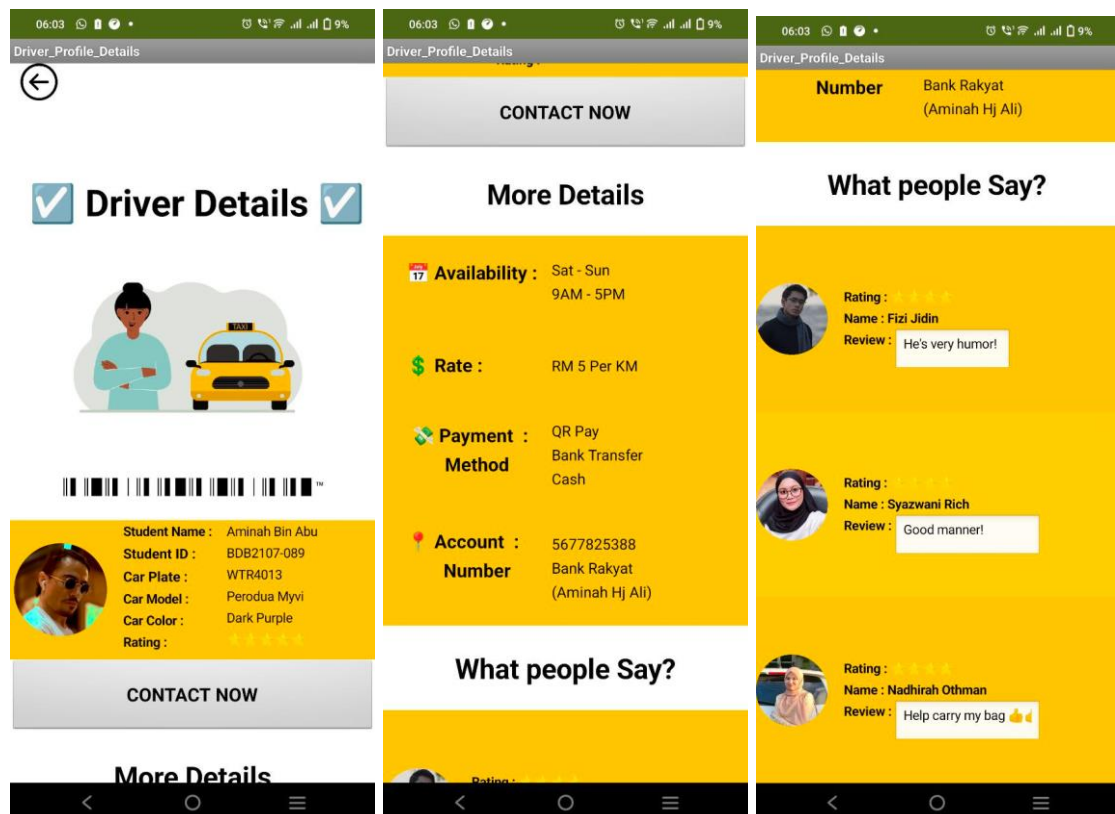 06:03
9%
Driver_Profile_Details
Driver Details
TAXI
™
Student Name : Aminah Bin Abu
Student ID : BDB2107-089
Car Plate : WTR4013
Car Model : Perodua Myvi
Car Color : Dark Purple
Rating :
CONTACT NOW
More Details
06:03
9%
Driver_Profile_Details
Rating :
CONTACT NOW
More Details
17 Availability : Sat - Sun
9AM - 5PM
$ Rate : RM 5 Per KM
Payment : QR Pay
Method Bank Transfer
Cash
Account : 5677825388
Number Bank Rakyat
(Aminah Hj Ali)
What people Say?
Rating :
06:03
9%
Driver_Profile_Details
Number Bank Rakyat
(Aminah Hj Ali)
What people Say?
Rating :
Name : Fizi Jidin
Review : He's very humor!
Rating :
Name : Syazwani Rich
Review : Good manner!
Rating :
Name : Nadhirah Othman
Review : Help carry my bag 👍